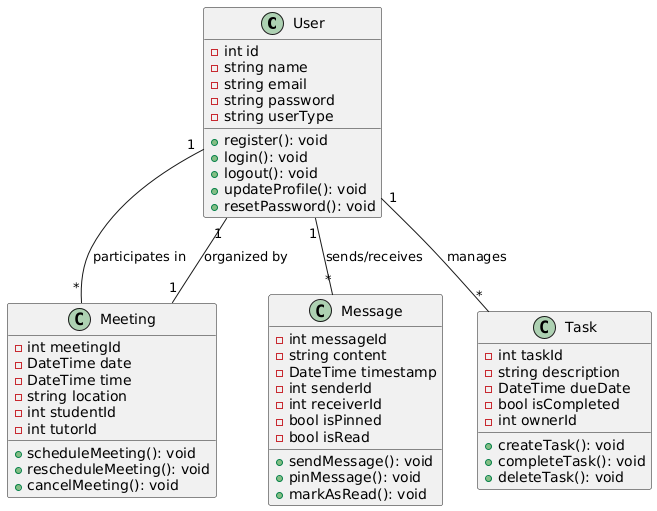 C User
int id
string name
string email
string password
string userType
register(): void
login(): void
logout(): void
updateProfile(): void
resetPassword(): void
1
1
1
1
participates in
organized by
sends/receives
manages
*
1
*
*
C Meeting
int meetingId
DateTime date
DateTime time
string location
int studentId
int tutorId
scheduleMeeting(): void
rescheduleMeeting(): void
cancelMeeting(): void
C Message
int messageId
string content
DateTime timestamp
int senderId
int receiverId
bool isPinned
bool isRead
sendMessage(): void
pinMessage(): void
markAsRead(): void
C Task
int taskId
string description
DateTime dueDate
bool isCompleted
int ownerId
createTask(): void
completeTask(): void
deleteTask(): void